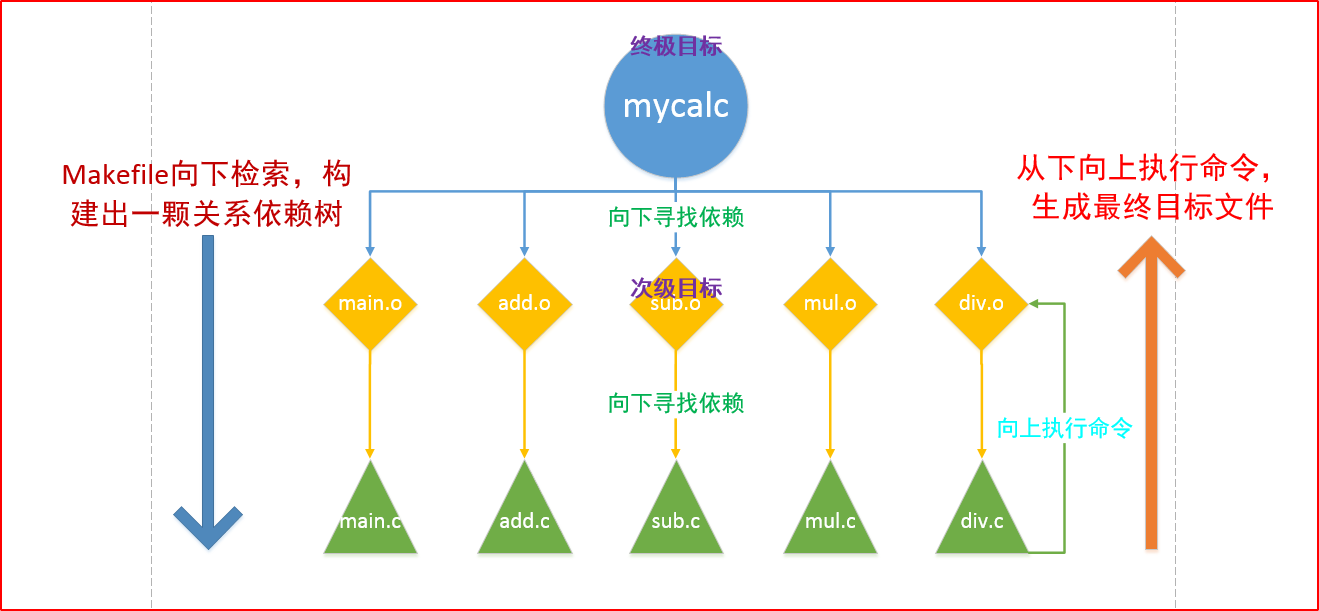 终极目标
mycalc
Makefile向下检索，构
建出一颗关系依赖树
从下向上执行命令，
生成最终目标文件
向下寻找依赖
次级目标
main.o
add.o
sub.o
mul.o
div.o
向下寻找依赖
向上执行命令
main.c
add.c
sub.c
mul.c
div.c